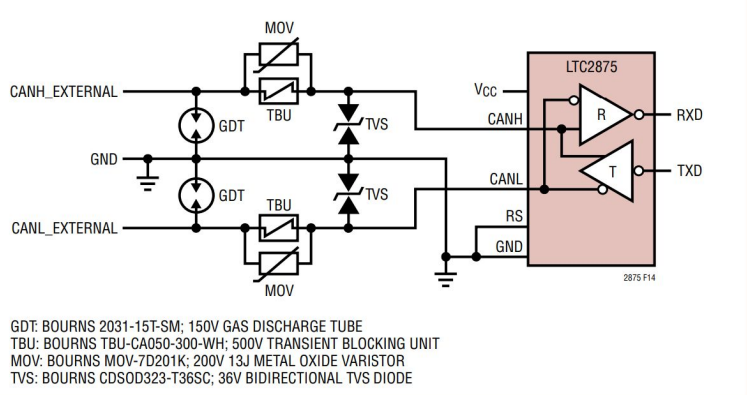 MOV
LTC2875
CANH_EXTERNAL
VCC
TBU
R
RXD
GDT
TVS
CANH
GND
T
TXD
CANL
GDT
TVS
TBU
RS
CANL_EXTERNAL
GND
MOV
2875 F14
GDT: BOURNS 2031-15T-SM; 150V GAS DISCHARGE TUBE
TBU: BOURNS TBU-CA050-300-WH; 500V TRANSIENT BLOCKING UNIT
MOV: BOURNS MOV-7D201K; 200V 13J METAL OXIDE VARISTOR
TVS: BOURNS CDSOD323-T36SC; 36V BIDIRECTIONAL TVS DIODE